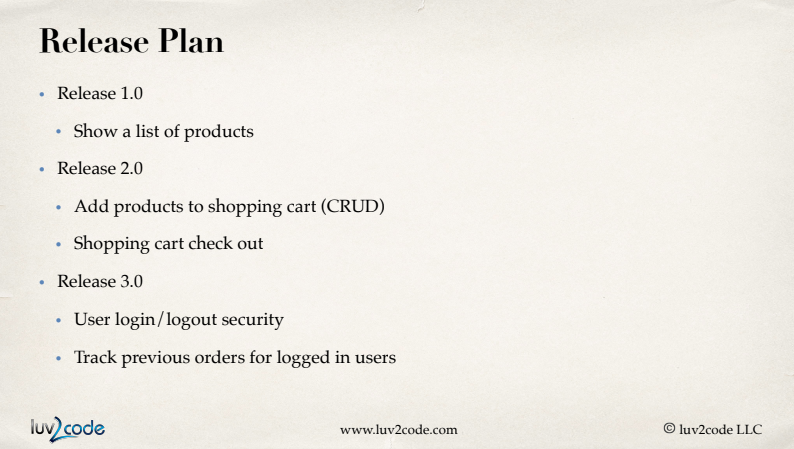 Release Plan
• Release 1.0
• Show a list of products
• Release 2.0
• Add products to shopping cart (CRUD)
• Shopping cart check out
• Release 3.0
• User login/logout security
• Track previous orders for logged in users
luv2code www.luv2code.com © luv2code LLC